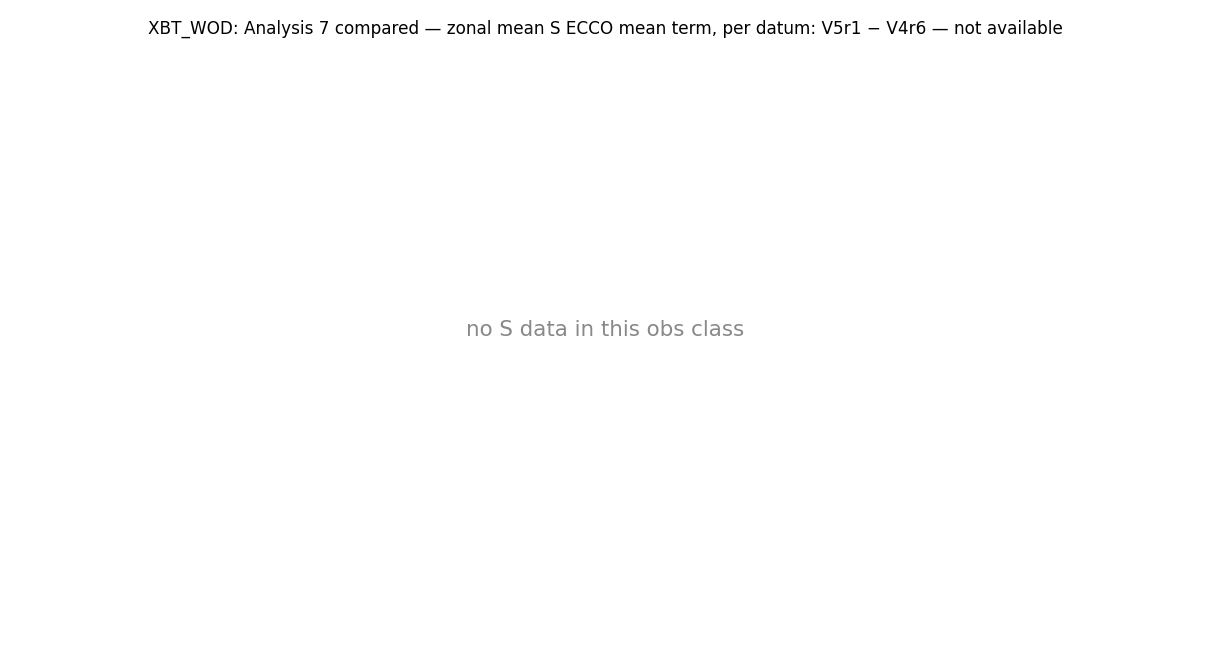 XBT_WOD: Analysis 7 compared — zonal mean S ECCO mean term, per datum: V5r1 − V4r6 — not available
no S data in this obs class